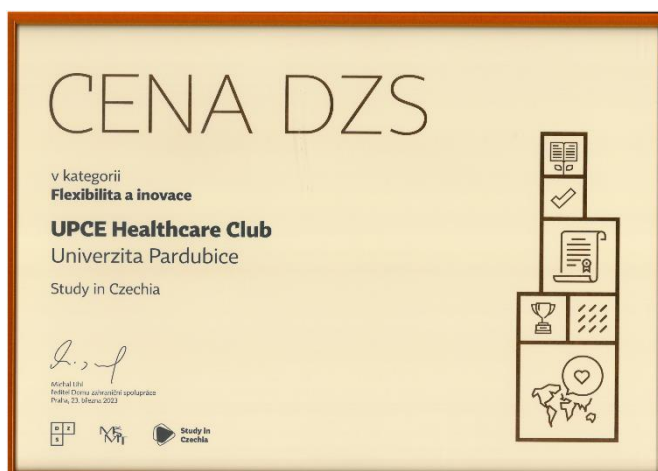 CENA DZS
v kategorii
Flexibilita a inovace
UPCE Healthcare Club
Univerzita Pardubice
Study in Czechia
Michal Uhl
ředitel Domu zahraniční spolupráce
Praha, 23. března 2023
D Z
S
Study in
Czechia